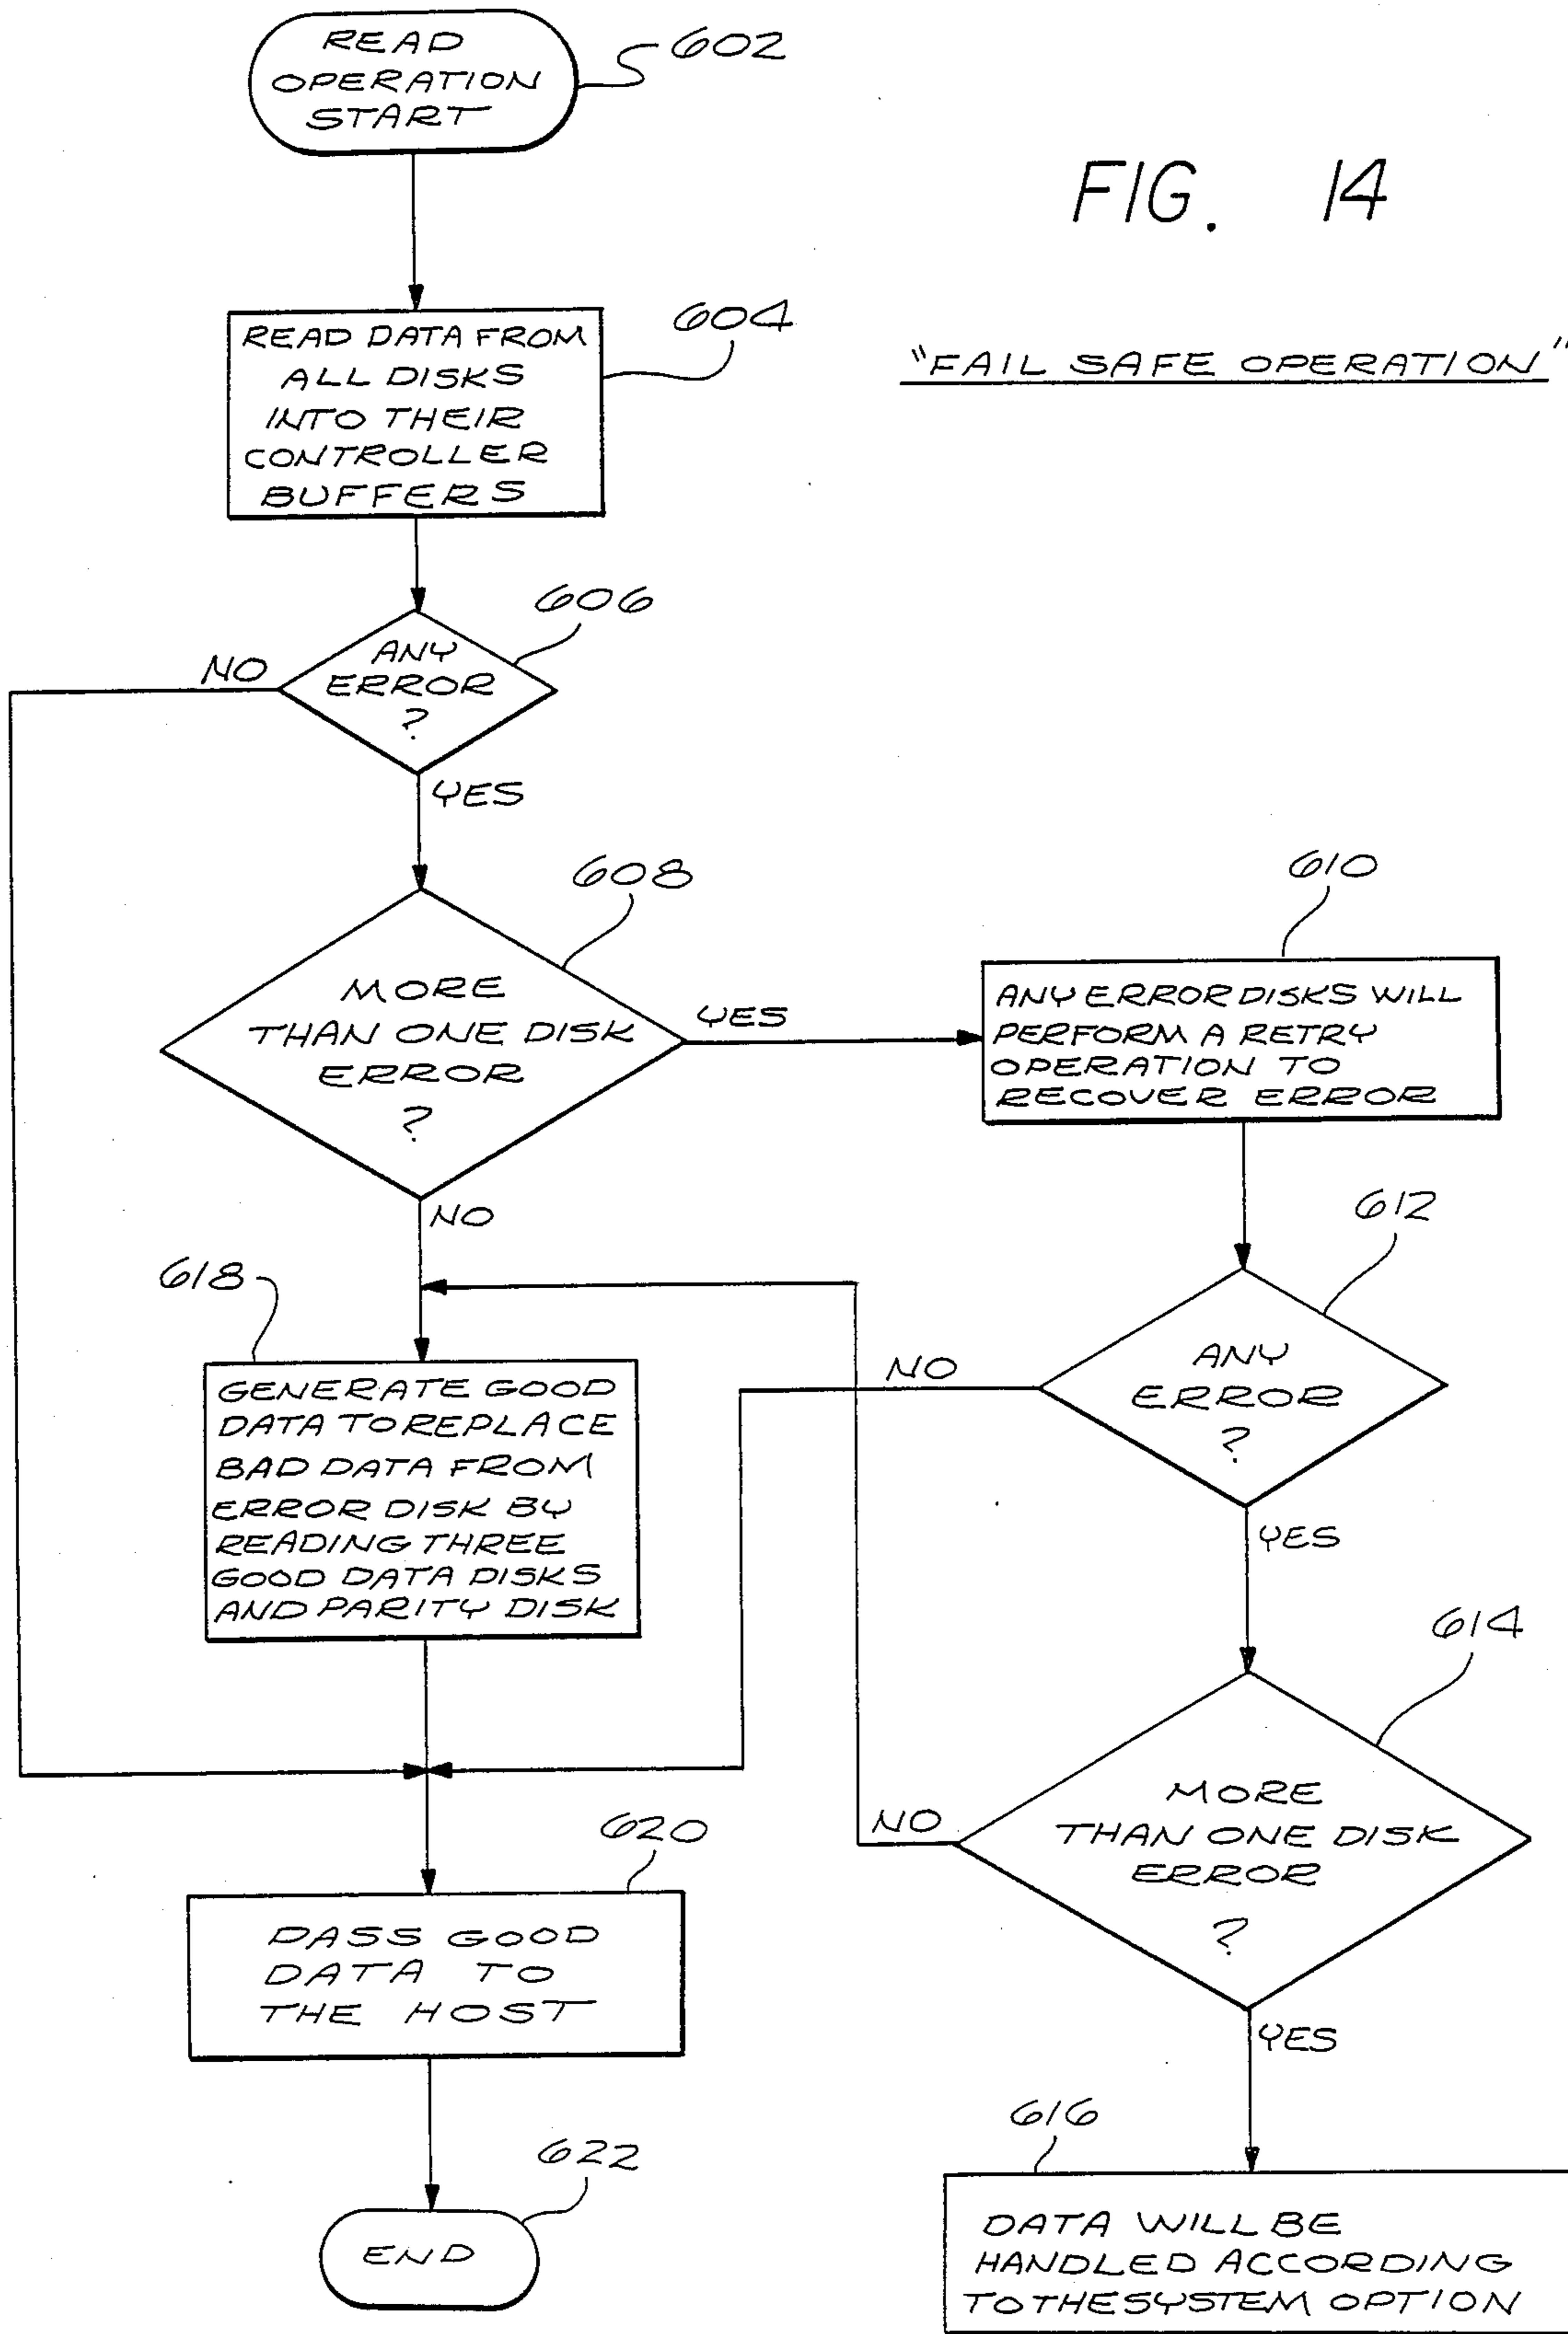 READ
OPERATION
START
602
FIG. 14
"FAIL SAFE OPERATION"
READ DATA FROM
ALL DISKS
INTO THEIR
CONTROLLER
BUFFERS
604
606
ANY
ERROR
?
NO
YES
608
MORE
THAN ONE DISK
ERROR
?
YES
NO
610
ANY ERROR DISKS WILL
PERFORM A RETRY
OPERATION TO
RECOVER ERROR
612
ANY
ERROR
?
NO
YES
618
GENERATE GOOD
DATA TO REPLACE
BAD DATA FROM
ERROR DISK BY
READING THREE
GOOD DATA DISKS
AND PARITY DISK
614
MORE
THAN ONE DISK
ERROR
?
NO
YES
620
PASS GOOD
DATA TO
THE HOST
616
DATA WILL BE
HANDLED ACCORDING
TO THE SYSTEM OPTION
622
END